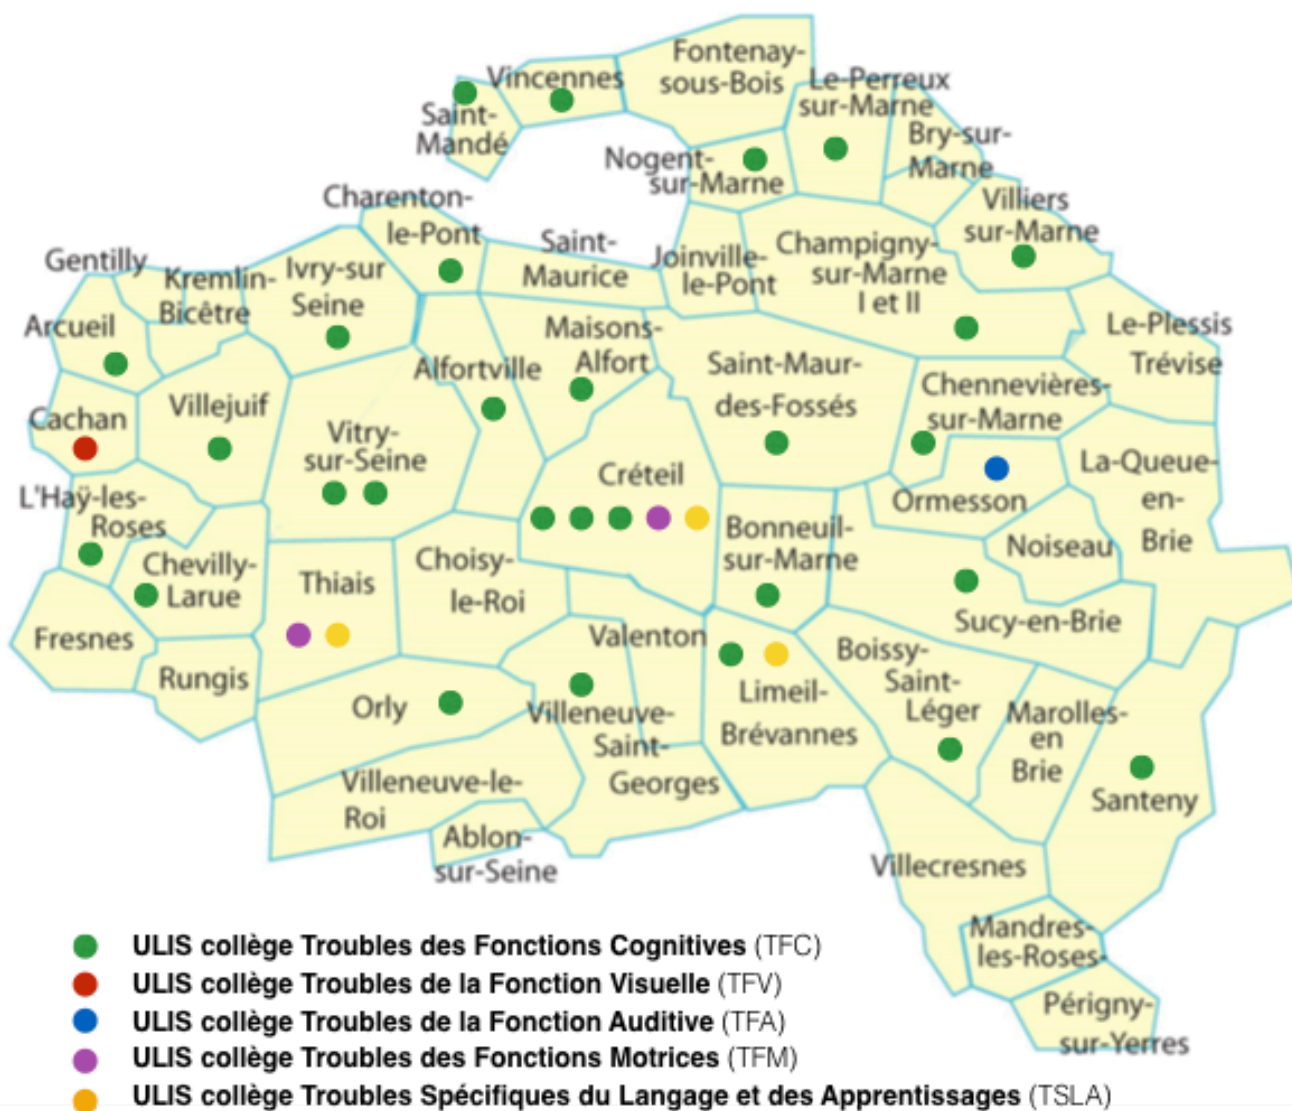 Fontenay-
sous-Bois
Vincennes
Le-Perreux
sur-Marne
Saint-
Mandé
Bry-sur-
Marne
Nogent-
sur-Marne
Charenton-
le-Pont
Villiers
sur-Marne
Saint-
Maurice
Joinville-
le-Pont
Champigny-
sur-Marne
I et II
Gentilly
Kremlin-
Bicêtre
Ivry-sur
Seine
Arcueil
Maisons-
Alfort
Le-Plessis
Trévise
Alfortville
Saint-Maur-
des-Fossés
Chennevières-
sur-Marne
Cachan
Villejuif
Vitry-
sur-Seine
Créteil
La-Queue-
en-
Brie
Ormesson
L'Haÿ-les-
Roses
Bonneuil-
sur-Marne
Noiseau
Chevilly-
Larue
Thiais
Choisy-
le-Roi
Fresnes
Valenton
Sucy-en-Brie
Rungis
Boissy-
Saint-
Léger
Limeil-
Brévannes
Orly
Villeneuve-
Saint-
Georges
Marolles-
en
Brie
Villeneuve-le-
Roi
Santeny
Ablon-
sur-Seine
Villecresnes
Mandres-
les-Roses-
Périgny-
sur-Yerres
ULIS collège Troubles des Fonctions Cognitives (TFC)
ULIS collège Troubles de la Fonction Visuelle (TFV)
ULIS collège Troubles de la Fonction Auditive (TFA)
ULIS collège Troubles des Fonctions Motrices (TFM)
ULIS collège Troubles Spécifiques du Langage et des Apprentissages (TSLA)